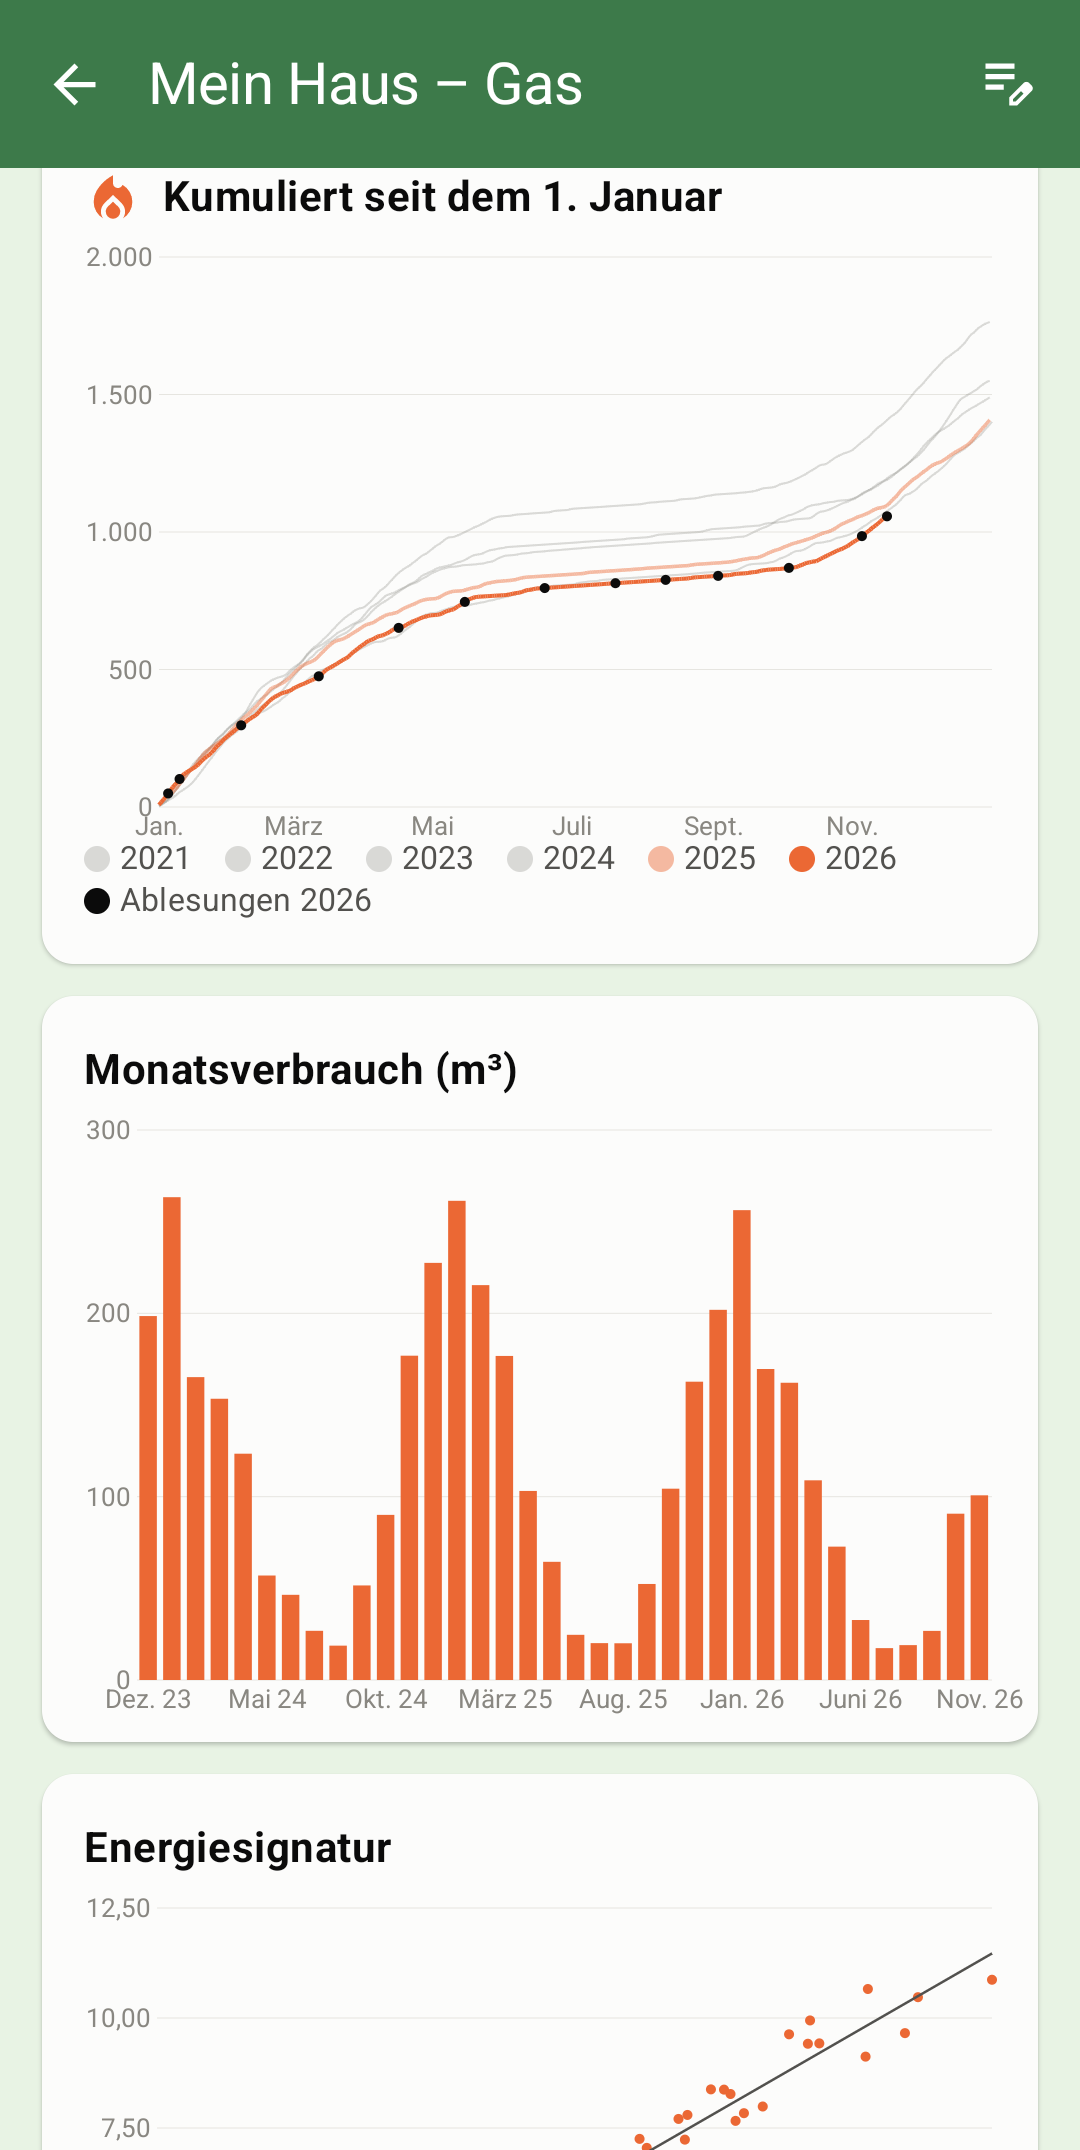 Mein Haus – Gas
Kumuliert seit dem 1. Januar
2.000
1.500
1.000
500
0
Jan. März Mai Juli Sept. Nov.
2021 2022 2023 2024 2025 2026
Ablesungen 2026
Monatsverbrauch (m³)
300
200
100
0
Dez. 23 Mai 24 Okt. 24 März 25 Aug. 25 Jan. 26 Juni 26 Nov. 26
Energiesignatur
12,50
10,00
7,50